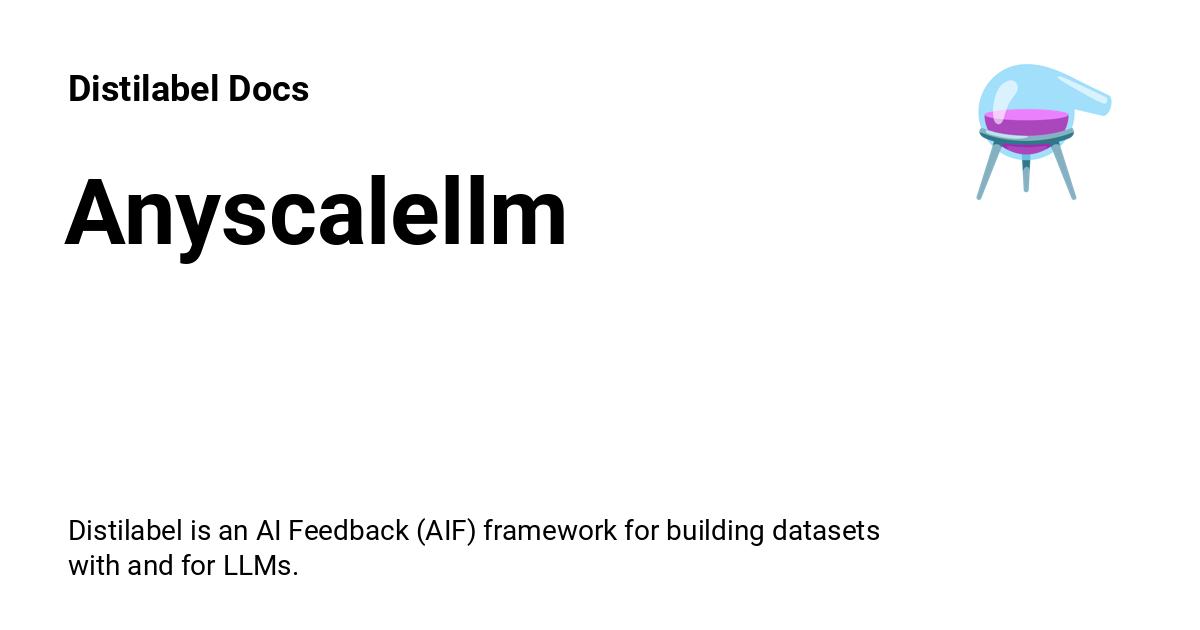 Distilabel Docs
Anyscalellm
Distilabel is an AI Feedback (AIF) framework for building datasets
with and for LLMs.